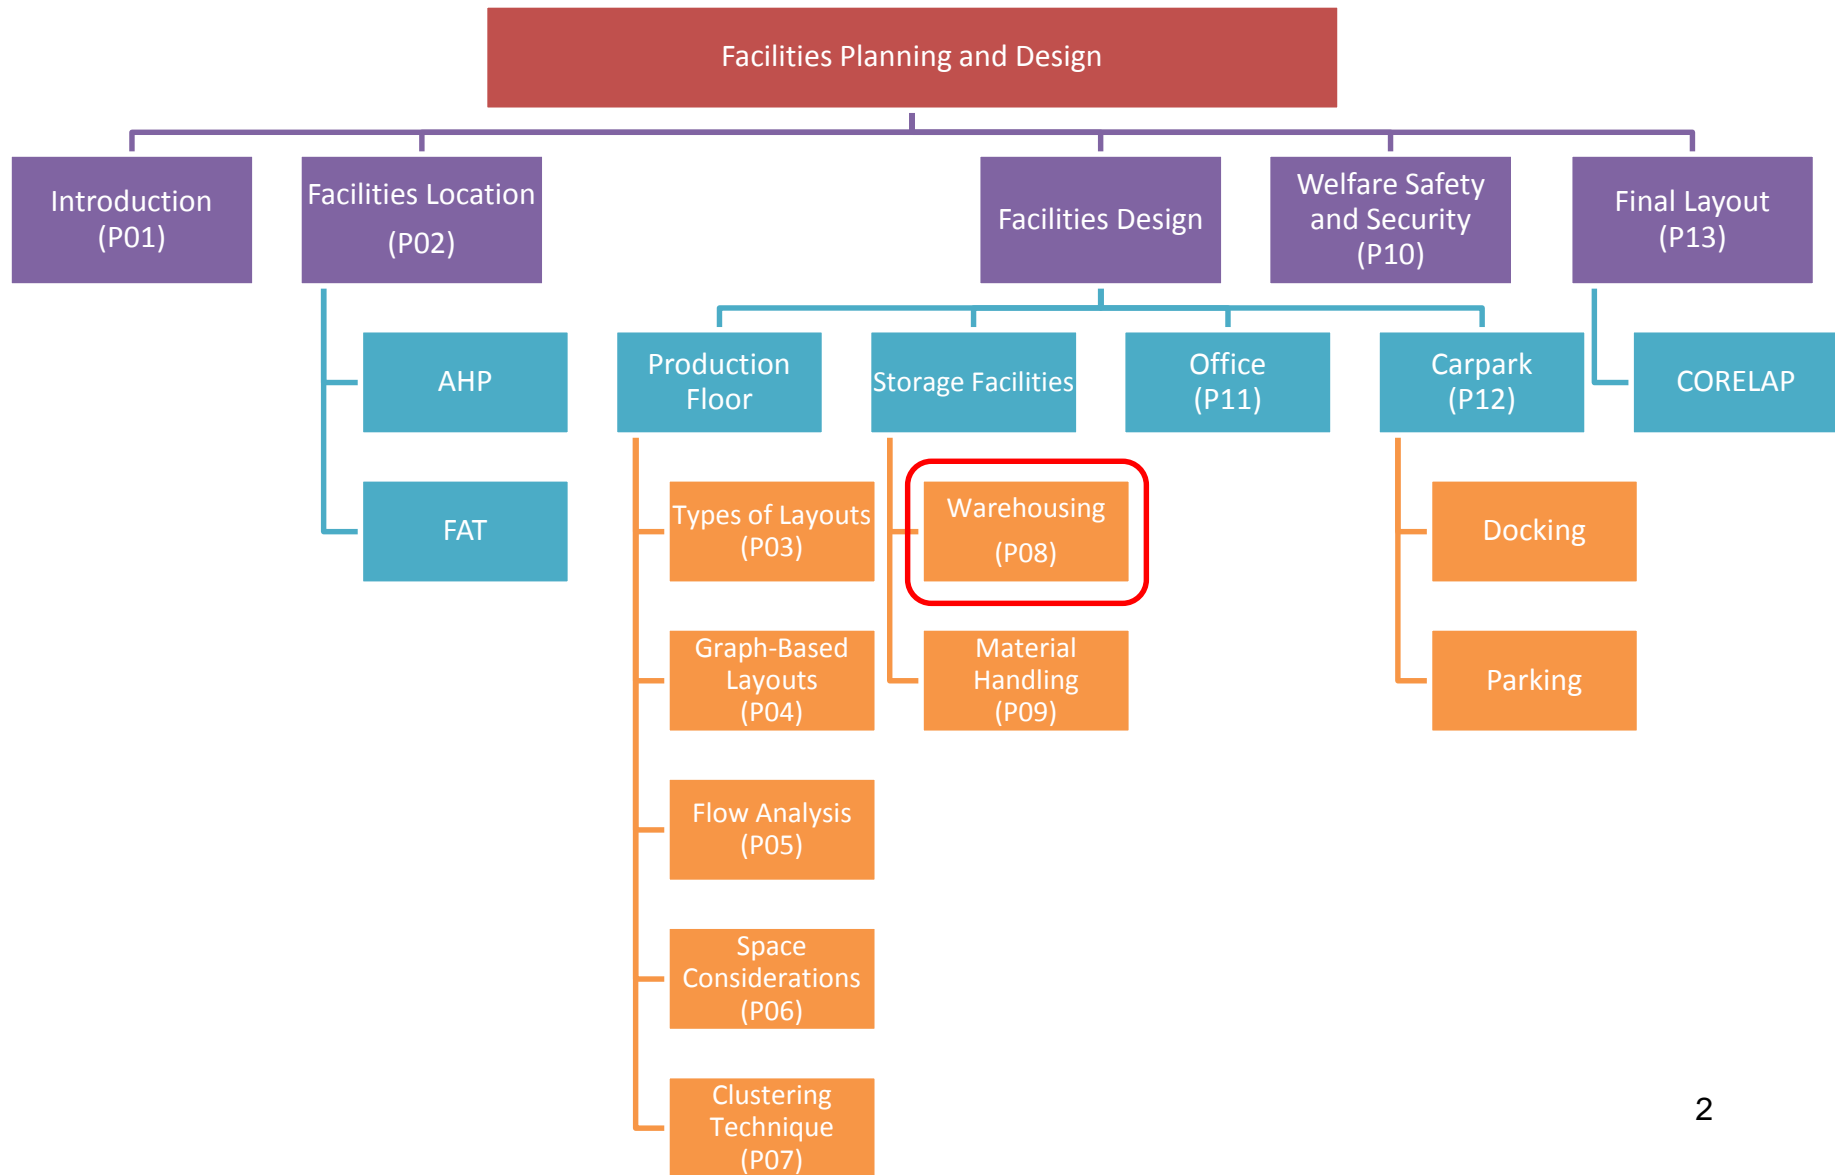 Facilities Planning and Design
Introduction
(P01)
Facilities Location
(P02)
Facilities Design
Welfare Safety
and Security
(P10)
Final Layout
(P13)
AHP
FAT
Production
Floor
Storage Facilities
Office
(P11)
Carpark
(P12)
CORELAP
Types of Layouts
(P03)
Graph-Based
Layouts
(P04)
Flow Analysis
(P05)
Space
Considerations
(P06)
Clustering
Technique
(P07)
Warehousing
(P08)
Material
Handling
(P09)
Docking
Parking
2